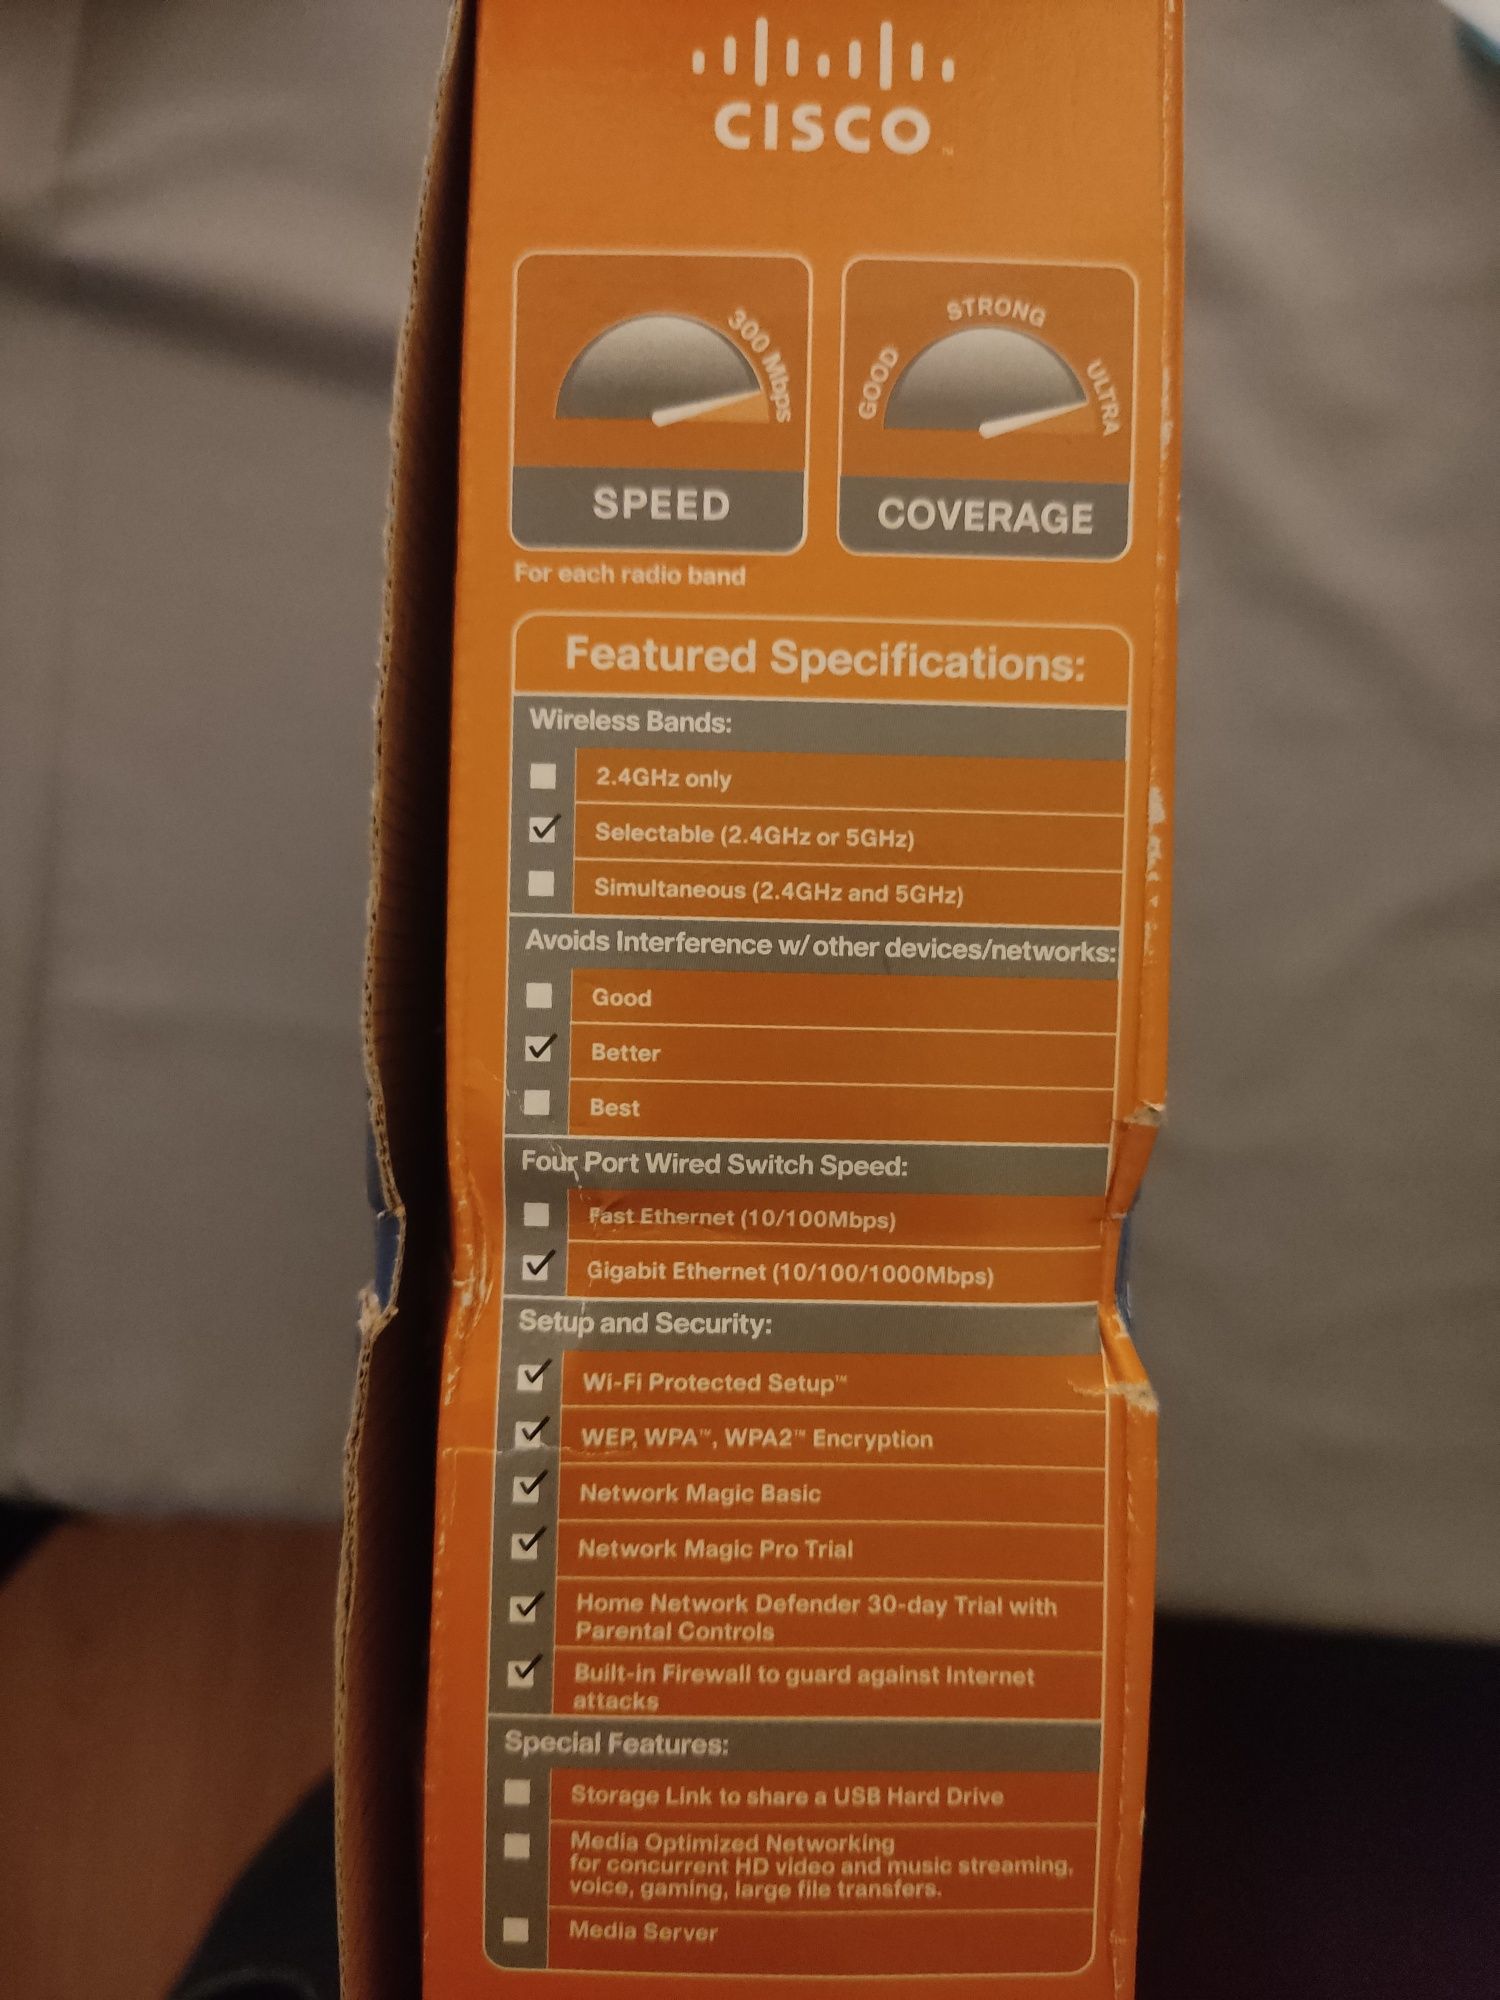 CISCO™
300 Mbps
SPEED
GOOD
STRONG
ULTRA
COVERAGE
For each radio band
Featured Specifications:
Wireless Bands:
2.4GHz only
Selectable (2.4GHz or 5GHz)
Simultaneous (2.4GHz and 5GHz)
Avoids Interference w/ other devices/networks:
Good
Better
Best
Four Port Wired Switch Speed:
Fast Ethernet (10/100Mbps)
Gigabit Ethernet (10/100/1000Mbps)
Setup and Security:
Wi-Fi Protected Setup™
WEP, WPA™, WPA2™ Encryption
Network Magic Basic
Network Magic Pro Trial
Home Network Defender 30-day Trial with
Parental Controls
Built-in Firewall to guard against Internet
attacks
Special Features:
Storage Link to share a USB Hard Drive
Media Optimized Networking
for concurrent HD video and music streaming,
voice, gaming, large file transfers.
Media Server